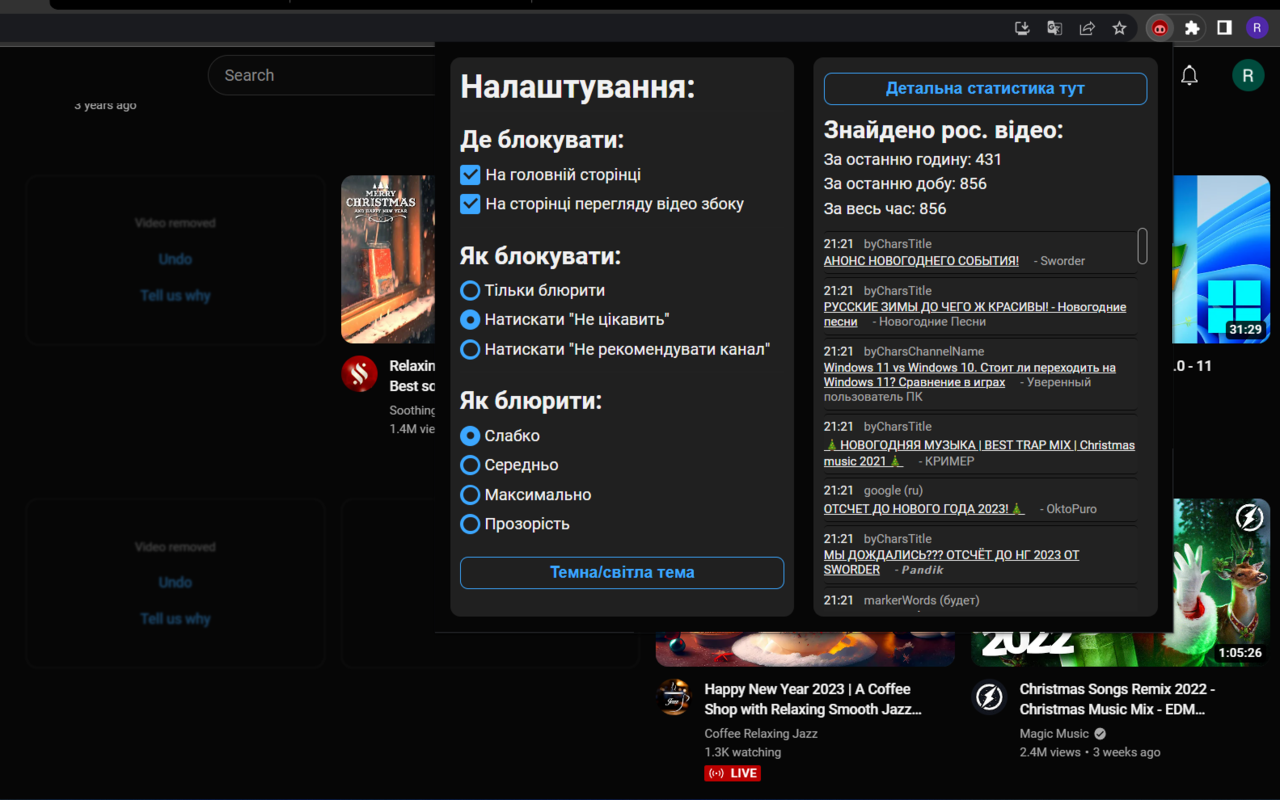 R
Search
3 years ago
R
Video removed
Undo
Tell us why
MERRY
CHRISTMAS
AND HAPPY NEW YEAR
Relaxin
Best so
Soothing
1.4M vie
31:29
.0 - 11
Video removed
Undo
Tell us why
Налаштування:
Де блокувати:
На головній сторінці
На сторінці перегляду відео збоку
Як блокувати:
Тільки блюрити
Натискати "Не цікавить"
Натискати "Не рекомендувати канал"
Як блюрити:
Слабко
Середньо
Максимально
Прозорість
Темна/світла тема
Детальна статистика тут
Знайдено рос. відео:
За останню годину: 431
За останню добу: 856
За весь час: 856
21:21 byCharsTitle
АНОНС НОВОГОДНЕГО СОБЫТИЯ! - Sworder
21:21 byCharsTitle
РУССКИЕ ЗИМЫ ДО ЧЕГО Ж КРАСИВЫ! - Новогодние
песни - Новогодние Песни
21:21 byCharsChannelName
Windows 11 vs Windows 10. Стоит ли переходить на
Windows 11? Сравнение в играх - Уверенный
пользователь ПК
21:21 byCharsTitle
🎄НОВОГОДНЯЯ МУЗЫКА | BEST TRAP MIX | Christmas
music 2021🎄 - КРИМЕР
21:21 google (ru)
ОТСЧЕТ ДО НОВОГО ГОДА 2023!🎄 - OktoPuro
21:21 byCharsTitle
МЫ ДОЖДАЛИСЬ??? ОТСЧЁТ ДО НГ 2023 ОТ
SWORDER - Pandik
21:21 markerWords (будет)
2022
1:05:26
Jazz
Happy New Year 2023 | A Coffee
Shop with Relaxing Smooth Jazz...
Coffee Relaxing Jazz
1.3K watching
LIVE
Christmas Songs Remix 2022 -
Christmas Music Mix - EDM...
Magic Music
2.4M views • 3 weeks ago